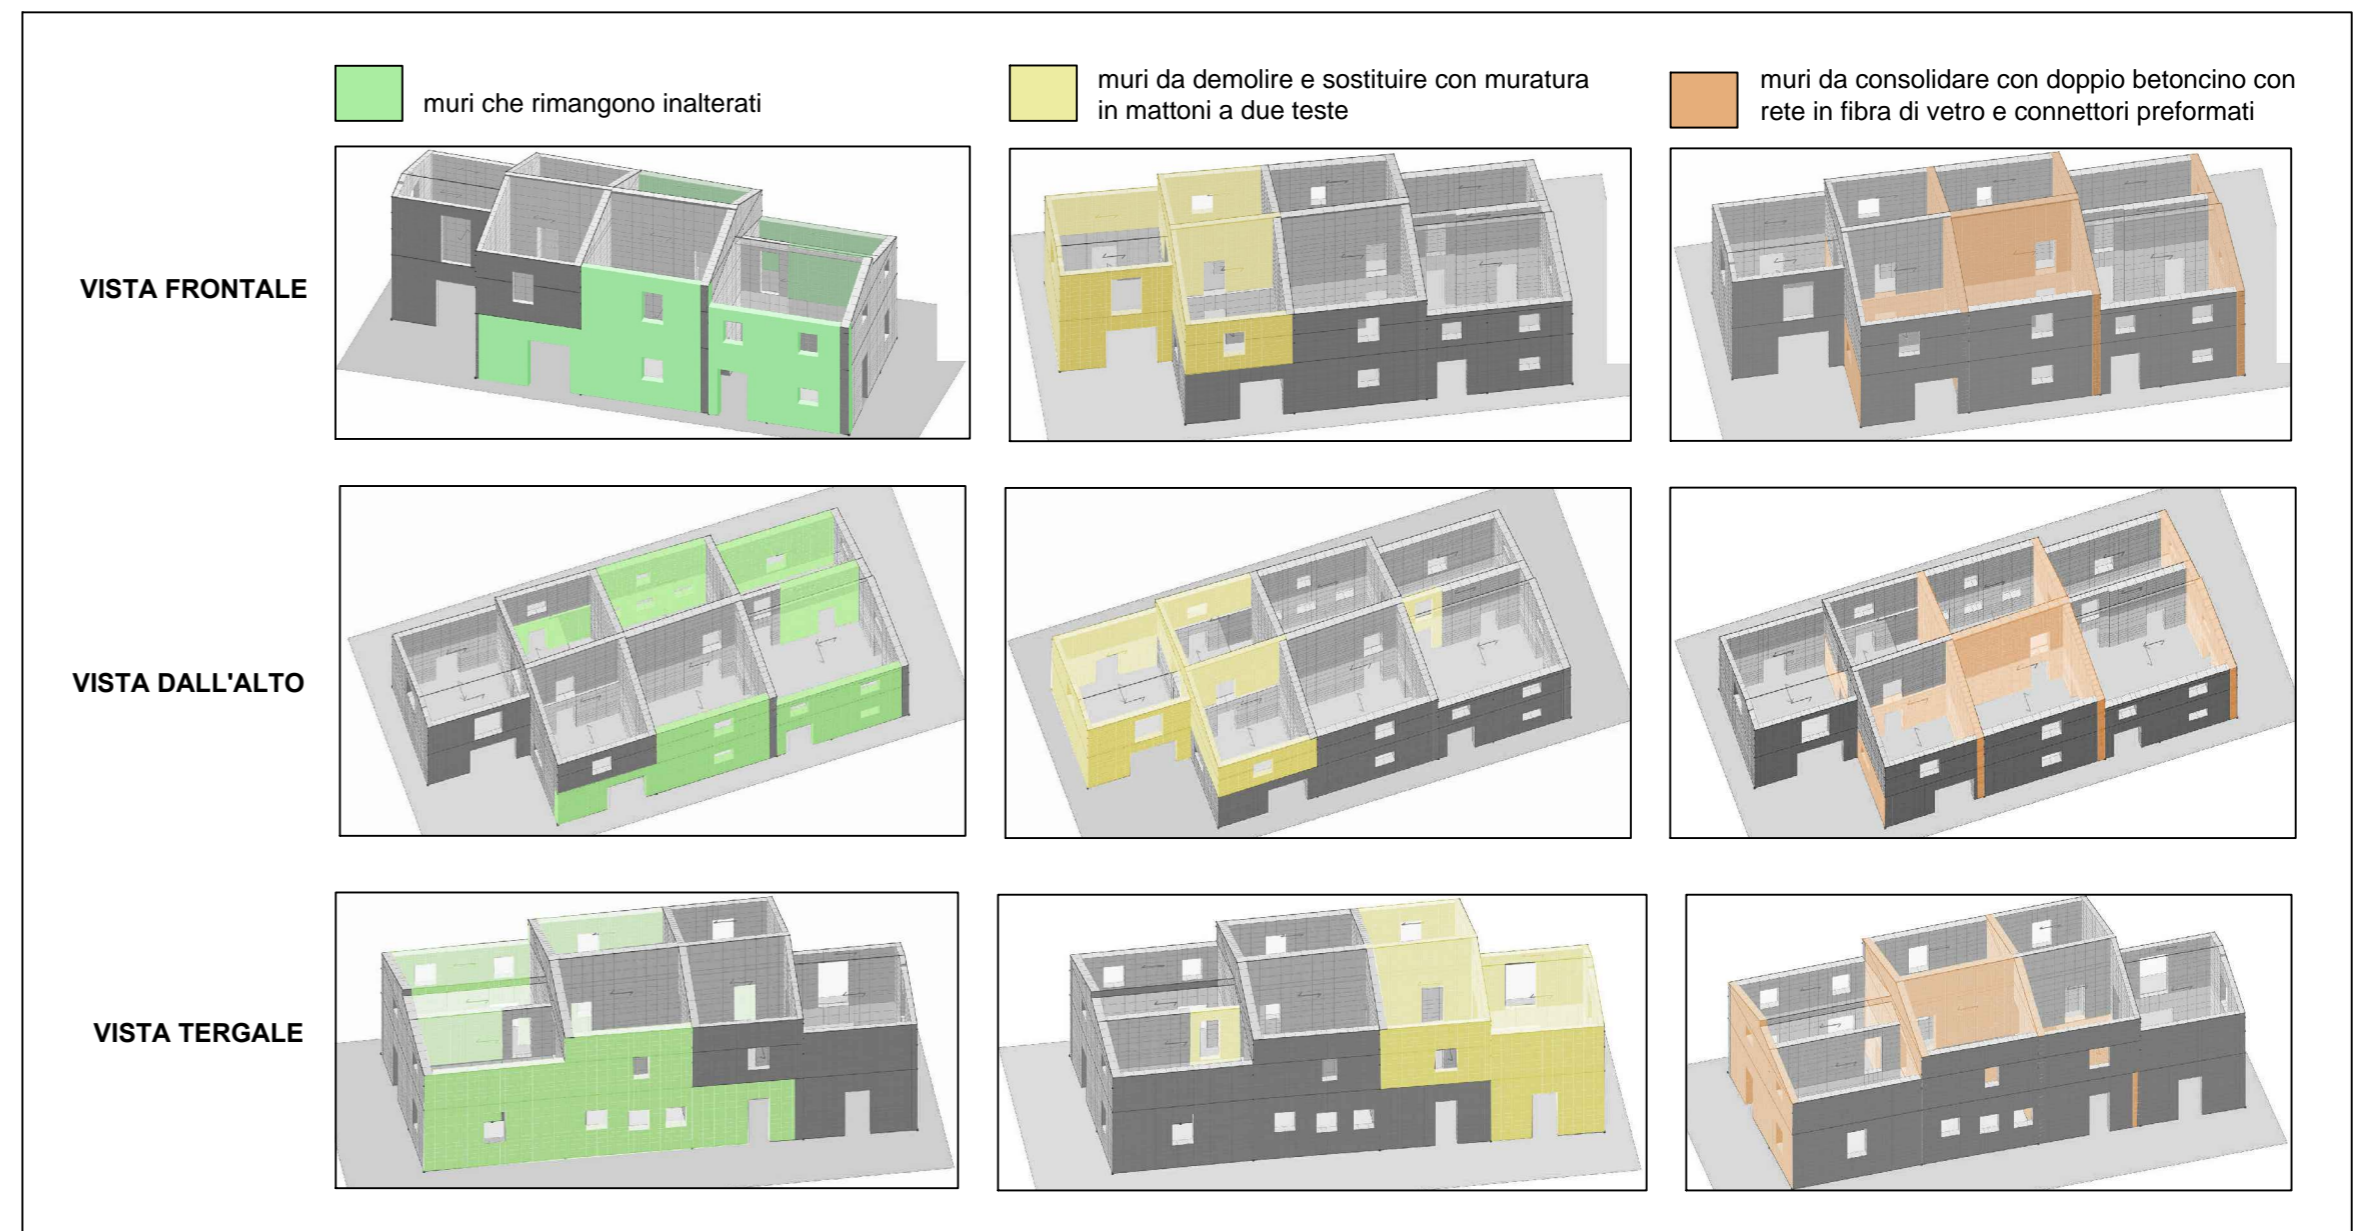 muri che rimangono inalterati
muri da demolire e sostituire con muratura
in mattoni a due teste
muri da consolidare con doppio betoncino con
rete in fibra di vetro e connettori preformati
VISTA FRONTALE
VISTA DALL'ALTO
VISTA TERGALE